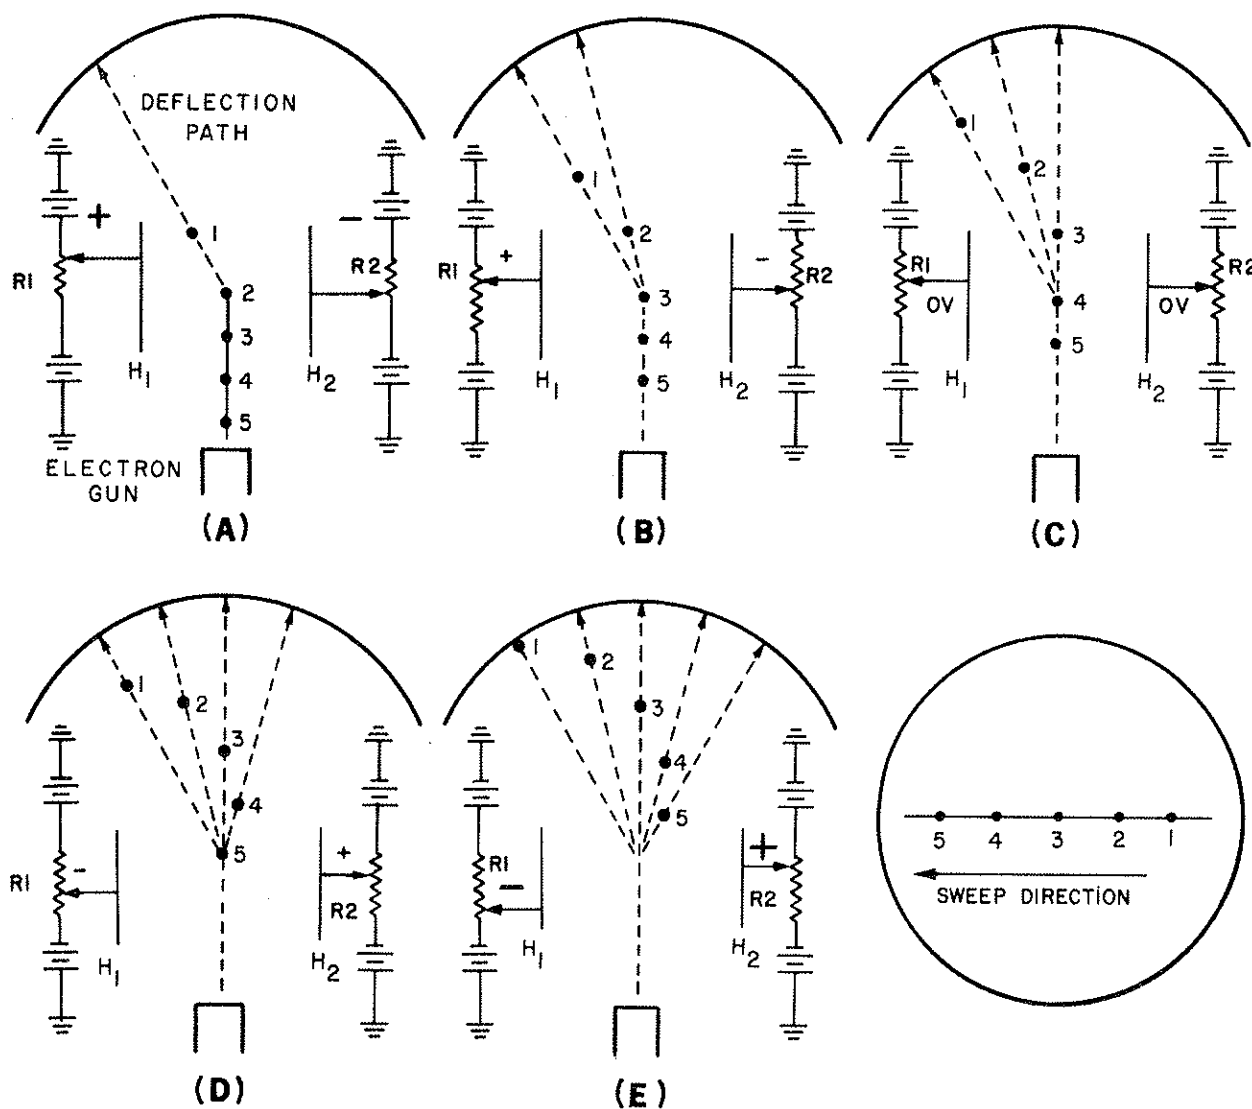 DEFLECTION
PATH
+
1
R1
2
3
4
5
H1
−
R2
H2
ELECTRON
GUN
(A)
1
2
+
R1
3
4
5
H1
-
R2
H2
(B)
1
2
3
R1
OV
4
5
H1
R2
OV
H2
(C)
1
2
3
4
5
R1
-
H1
+
R2
H2
(D)
1
2
3
4
5
R1
−
H1
+
R2
H2
(E)
5 4 3 2 1
SWEEP DIRECTION